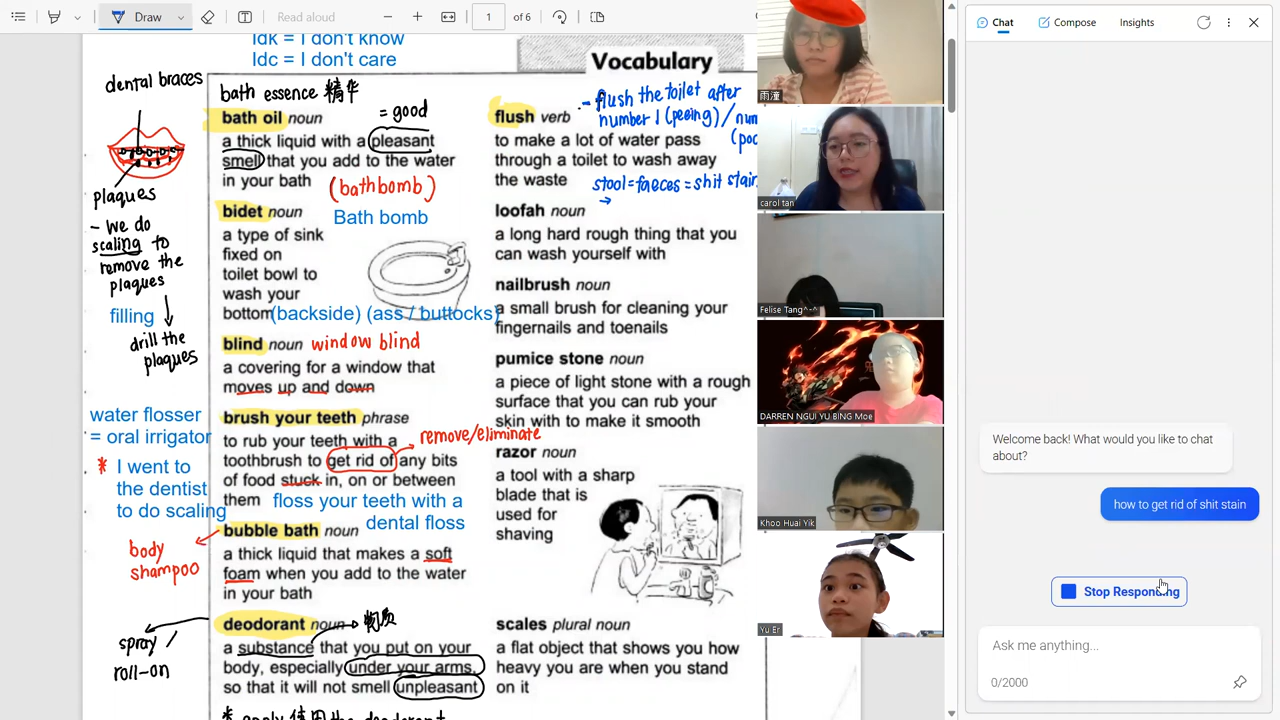 Draw
Read aloud
1 of 6
Chat
Compose
Insights
Idk = I don't know
Idc = I don't care
Vocabulary
dental braces
plaques
- We do
scaling to
remove the
plaques
filling
drill the
plaques
water flosser
= oral irrigator
* I went to
the dentist
to do scaling
body
shampoo
spray /
roll-on
bath essence 精华
bath oil noun
= good
a thick liquid with a pleasant
smell that you add to the water
in your bath
(bathbomb)
Bath bomb
bidet noun
a type of sink
fixed on
toilet bowl to
wash your
bottom (backside) (ass / buttocks)
blind noun window blind
a covering for a window that
moves up and down
brush your teeth phrase
to rub your teeth with a
remove/eliminate
toothbrush to get rid of any bits
of food stuck in, on or between
them
floss your teeth with a
dental floss
bubble bath noun
a thick liquid that makes a soft
foam when you add to the water
in your bath
deodorant noun
物质
a substance that you put on your
body, especially under your arms,
so that it will not smell unpleasant
flush verb
- flush the toilet after
number 1 (peeing) /
to make a lot of water pass
through a toilet to wash away
the waste
stool = faeces = shit stain
loofah noun
a long hard rough thing that you
can wash yourself with
nailbrush noun
a small brush for cleaning your
fingernails and toenails
pumice stone noun
a piece of light stone with a rough
surface that you can rub your
skin with to make it smooth
razor noun
a tool with a sharp
blade that is
used for
shaving
scales plural noun
a flat object that shows you how
heavy you are when you stand
on it
雨潼
carol tan
Felise Tang^-^
DARREN NGUI YU BING Moe
Khoo Huai Yik
Yu Er
Welcome back! What would you like to chat
about?
how to get rid of shit stain
Stop Responding
Ask me anything...
0/2000